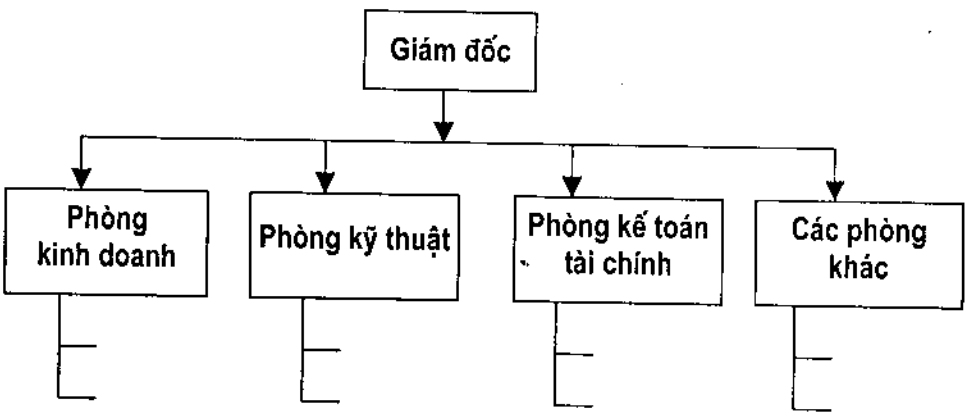 Giám đốc
Phòng
kinh doanh
Phòng kỹ thuật
Phòng kế toán
tài chính
Các phòng
khác